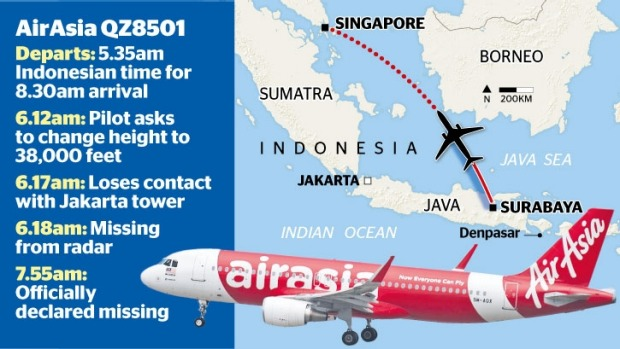 AirAsia QZ8501
Departs: 5.35am
Indonesian time for
8.30am arrival
6.12am: Pilot asks
to change height to
38,000 feet
6.17am: Loses contact
with Jakarta tower
6.18am: Missing
from radar
7.55am:
Officially
declared missing
SINGAPORE
BORNEO
N
200KM
SUMATRA
INDONESIA
JAVA SEA
JAKARTA
JAVA
SURABAYA
INDIAN OCEAN
Denpasar
airasia
Now Everyone Can Fly
AirAsia